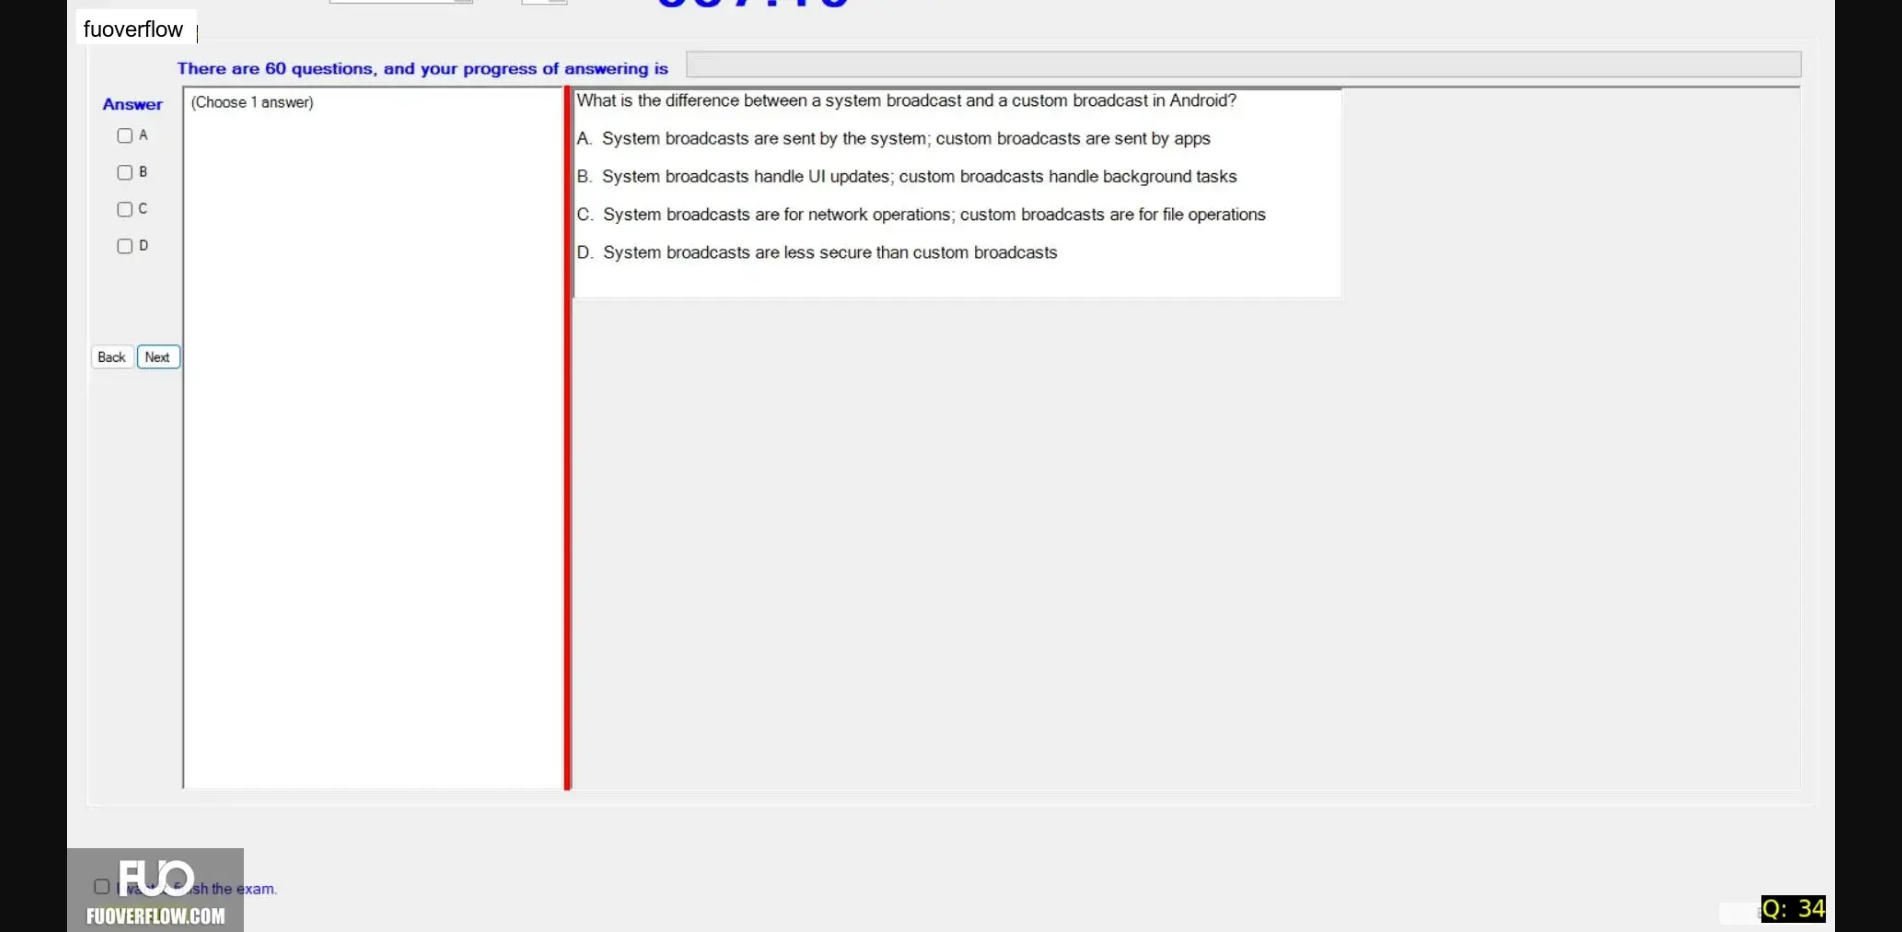 fuoverflow
There are 60 questions, and your progress of answering is
Answer
A
B
C
D
Back
Next
(Choose 1 answer)
What is the difference between a system broadcast and a custom broadcast in Android?
A. System broadcasts are sent by the system; custom broadcasts are sent by apps
B. System broadcasts handle UI updates; custom broadcasts handle background tasks
C. System broadcasts are for network operations; custom broadcasts are for file operations
D. System broadcasts are less secure than custom broadcasts
FUO
the exam.
FUOVERFLOW.COM
Q: 34